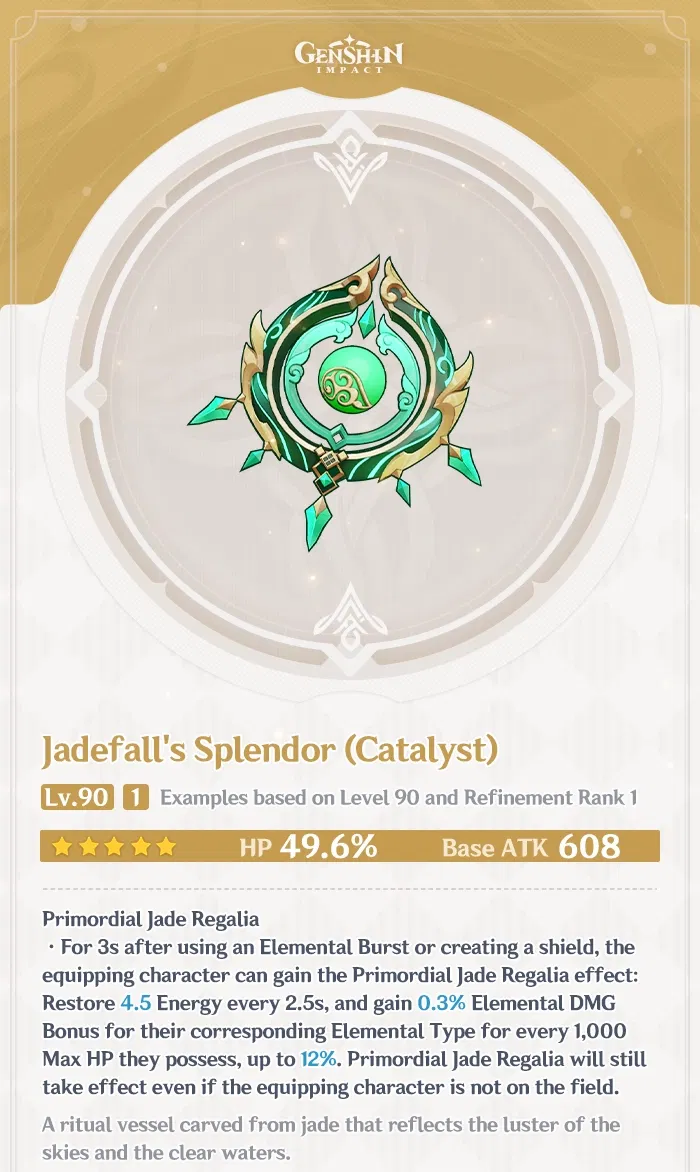 GENSHIN
IMPACT
Jadefall's Splendor (Catalyst)
Lv.90 1 Examples based on Level 90 and Refinement Rank 1
HP 49.6% Base ATK 608
Primordial Jade Regalia
· For 3s after using an Elemental Burst or creating a shield, the
equipping character can gain the Primordial Jade Regalia effect:
Restore 4.5 Energy every 2.5s, and gain 0.3% Elemental DMG
Bonus for their corresponding Elemental Type for every 1,000
Max HP they possess, up to 12%. Primordial Jade Regalia will still
take effect even if the equipping character is not on the field.
A ritual vessel carved from jade that reflects the luster of the
skies and the clear waters.